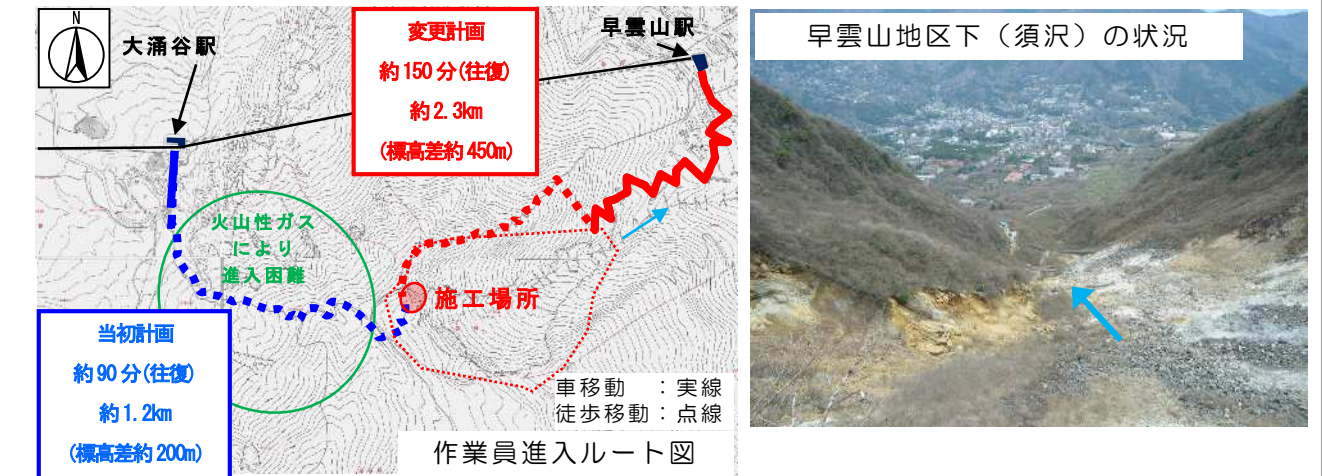 N
大涌谷駅
変更計画
約150分(往復)
約2.3km
(標高差約450m)
早雲山駅
火山性ガス
により
進入困難
施工場所
当初計画
約90分(往復)
約1.2km
(標高差約200m)
車移動　：実線
徒歩移動：点線
作業員進入ルート図
早雲山地区下（須沢）の状況